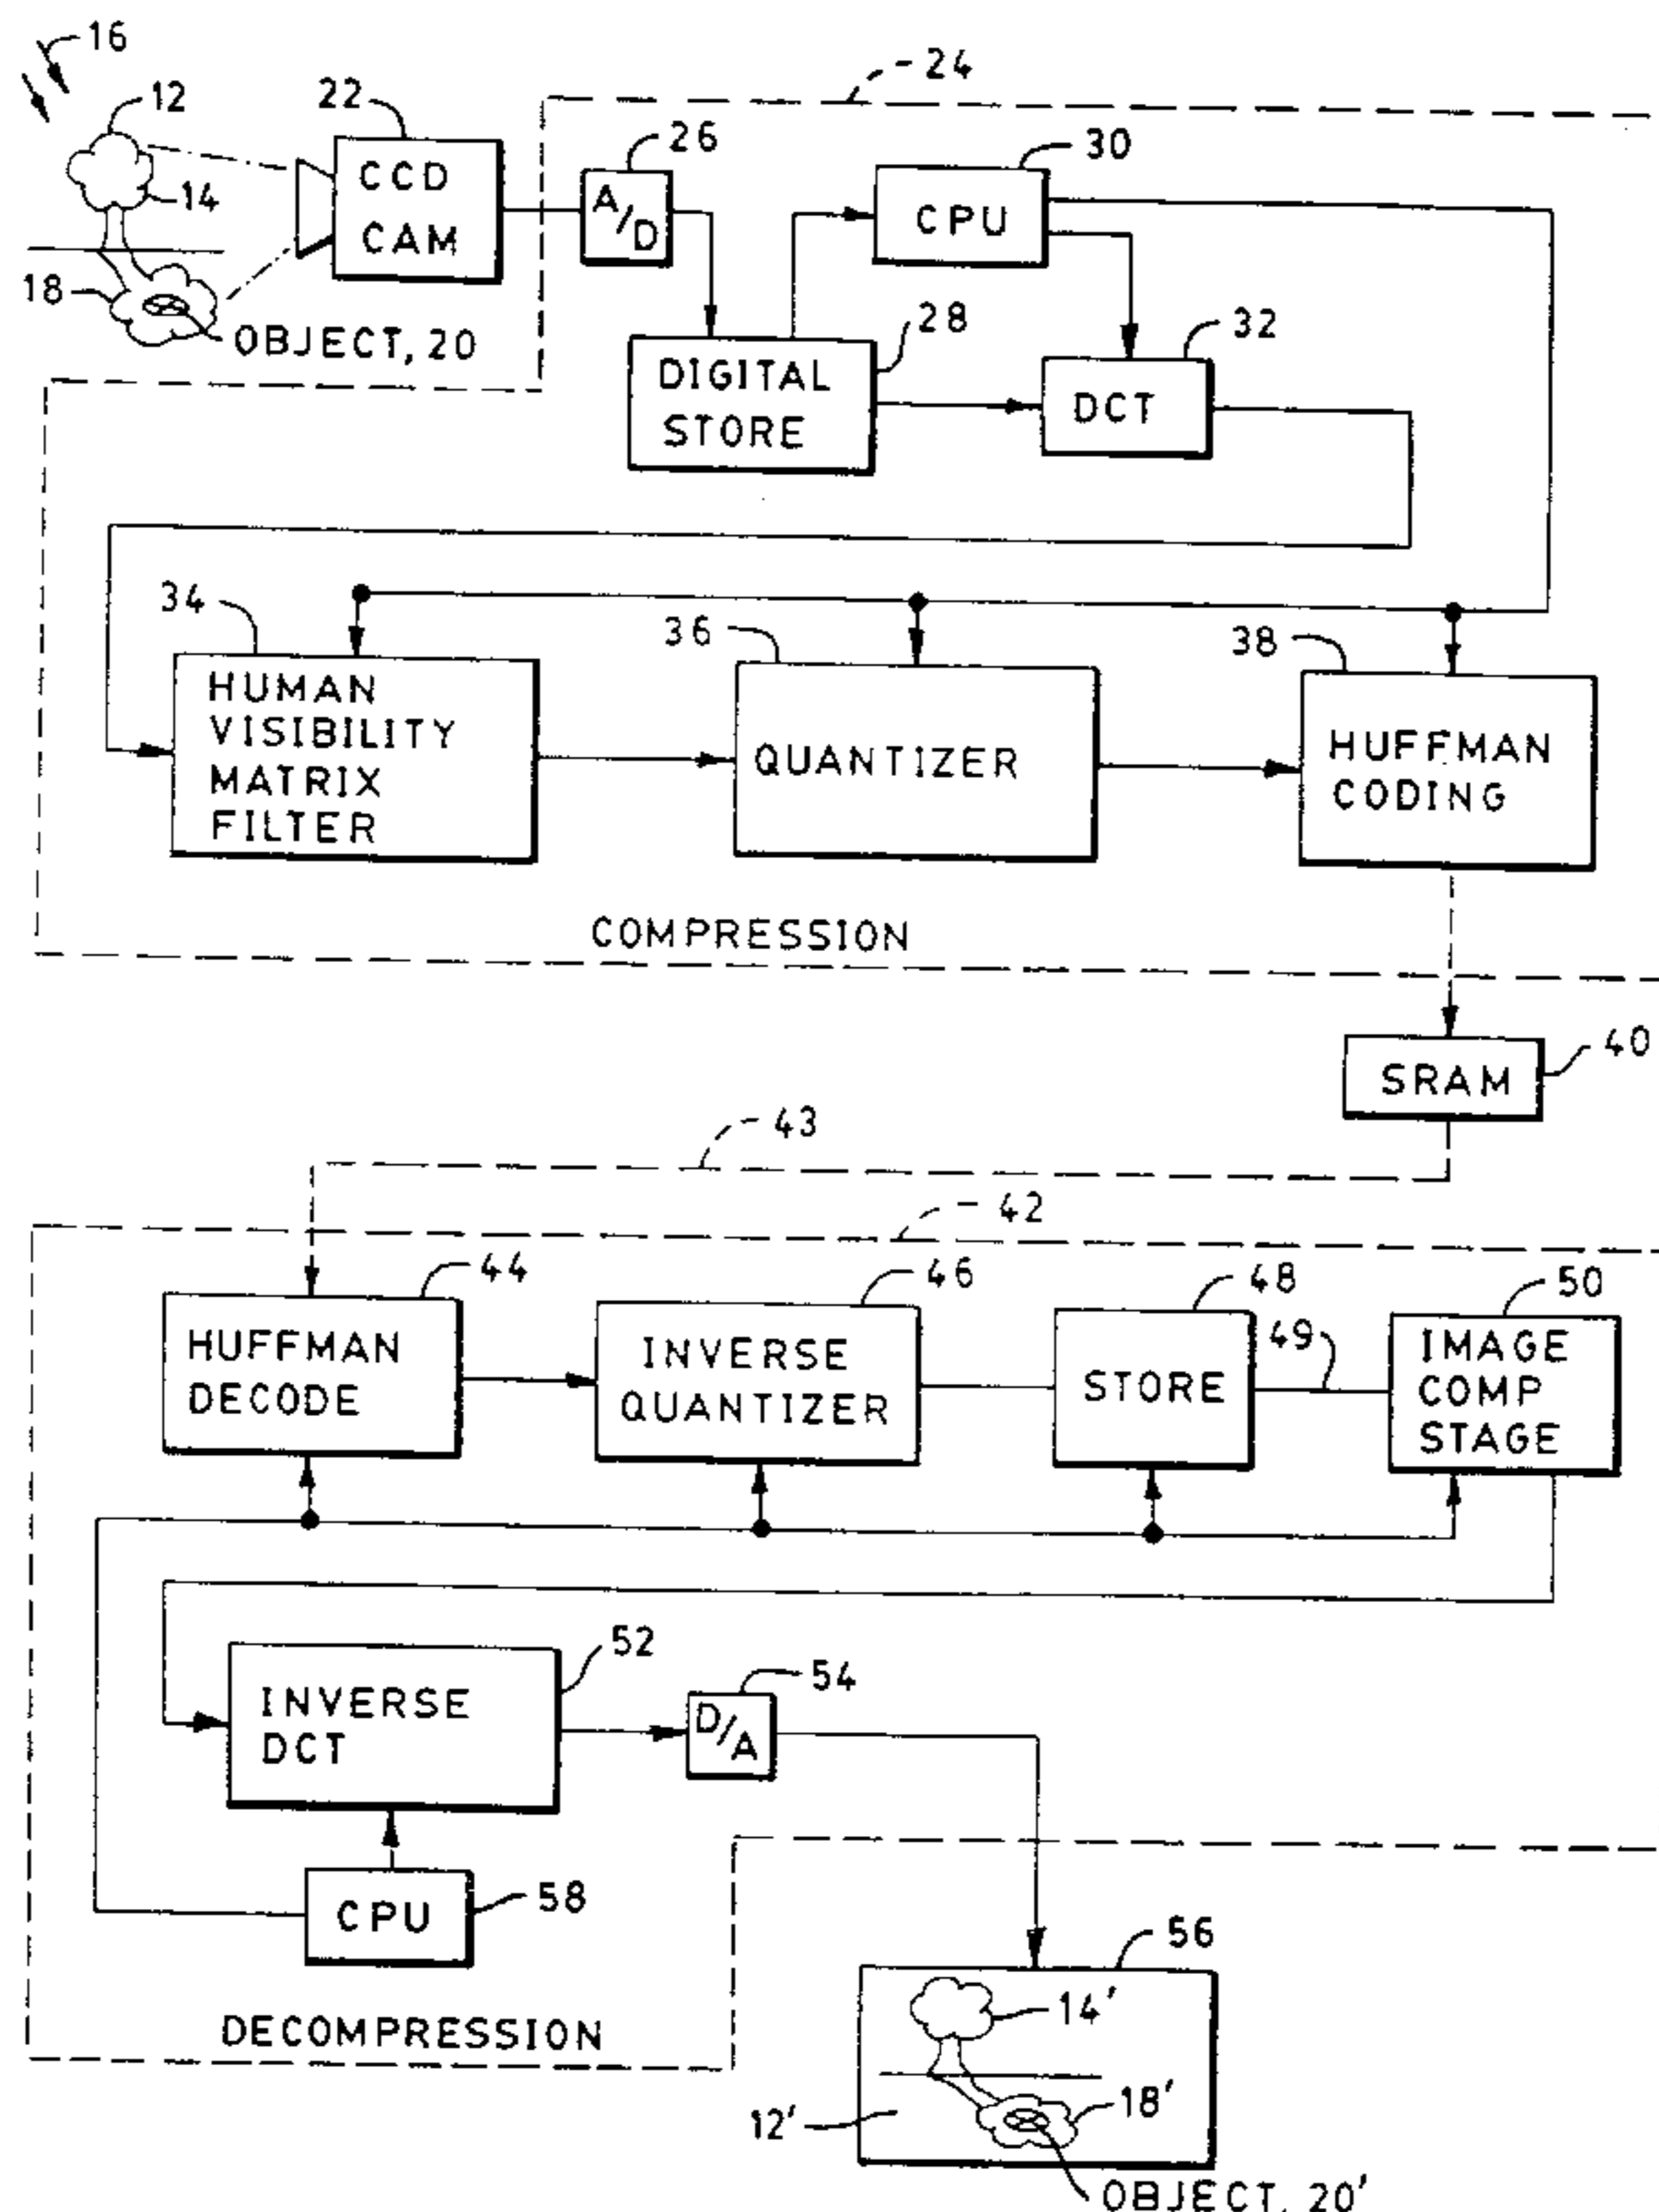 16
24
12
22
26
30
CCD
CAM
A/D
CPU
14
18
OBJECT, 20
28
32
DIGITAL
STORE
DCT
34
36
38
HUMAN
VISIBILITY
MATRIX
FILTER
QUANTIZER
HUFFMAN
CODING
COMPRESSION
40
SRAM
43
42
44
46
48
50
49
HUFFMAN
DECODE
INVERSE
QUANTIZER
STORE
IMAGE
COMP
STAGE
52
54
INVERSE
DCT
D/A
58
CPU
56
DECOMPRESSION
14'
12'
18'
OBJECT, 20'